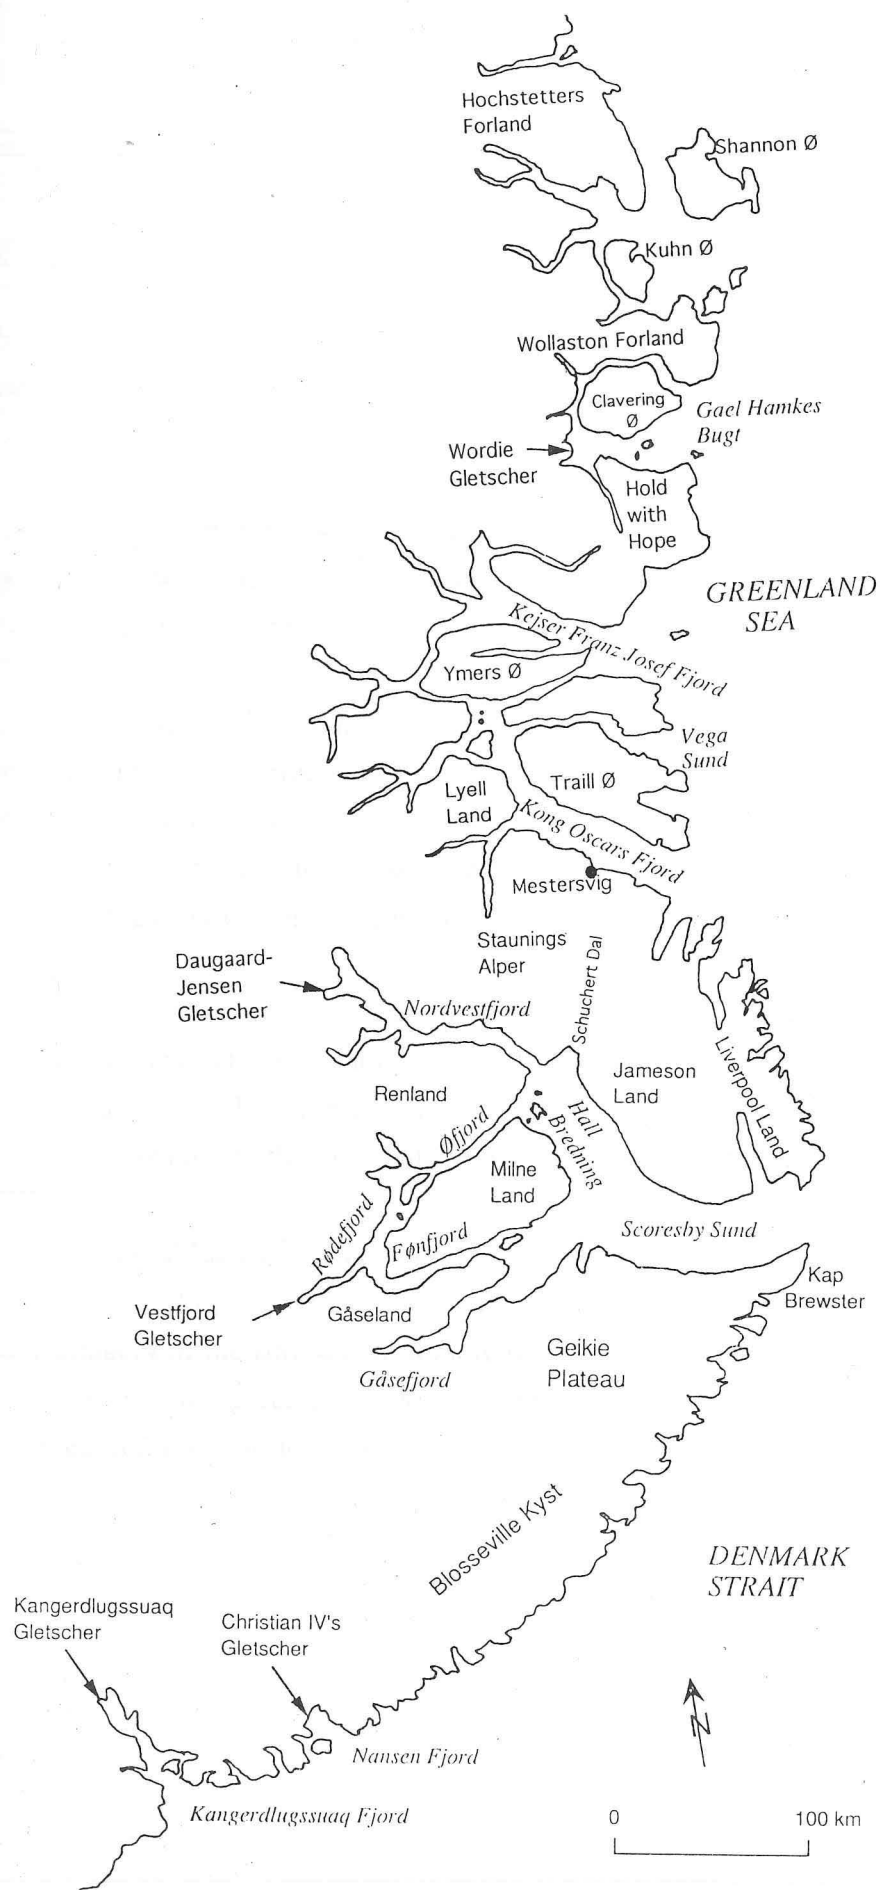 Hochstetters
Forland
Shannon Ø
Kuhn Ø
Wollaston Forland
Clavering
Ø
Gael Hamkes
Bugt
Wordie
Gletscher
Hold
with
Hope
GREENLAND
SEA
Kejser Franz Josef Fjord
Ymers Ø
Vega
Sund
Traill Ø
Lyell
Land
Kong Oscars Fjord
Mestersvig
Staunings
Alper
Schuchert Dal
Daugaard-
Jensen
Gletscher
Nordvestfjord
Jameson
Land
Liverpool Land
Renland
Hall
Bredning
Øfjord
Milne
Land
Rødefjord
Fønfjord
Scoresby Sund
Kap
Brewster
Vestfjord
Gletscher
Gåseland
Geikie
Plateau
Gåsefjord
Blosseville Kyst
DENMARK
STRAIT
Kangerdlugssuaq
Gletscher
Christian IV's
Gletscher
N
Nansen Fjord
Kangerdlugssuaq Fjord
0 100 km